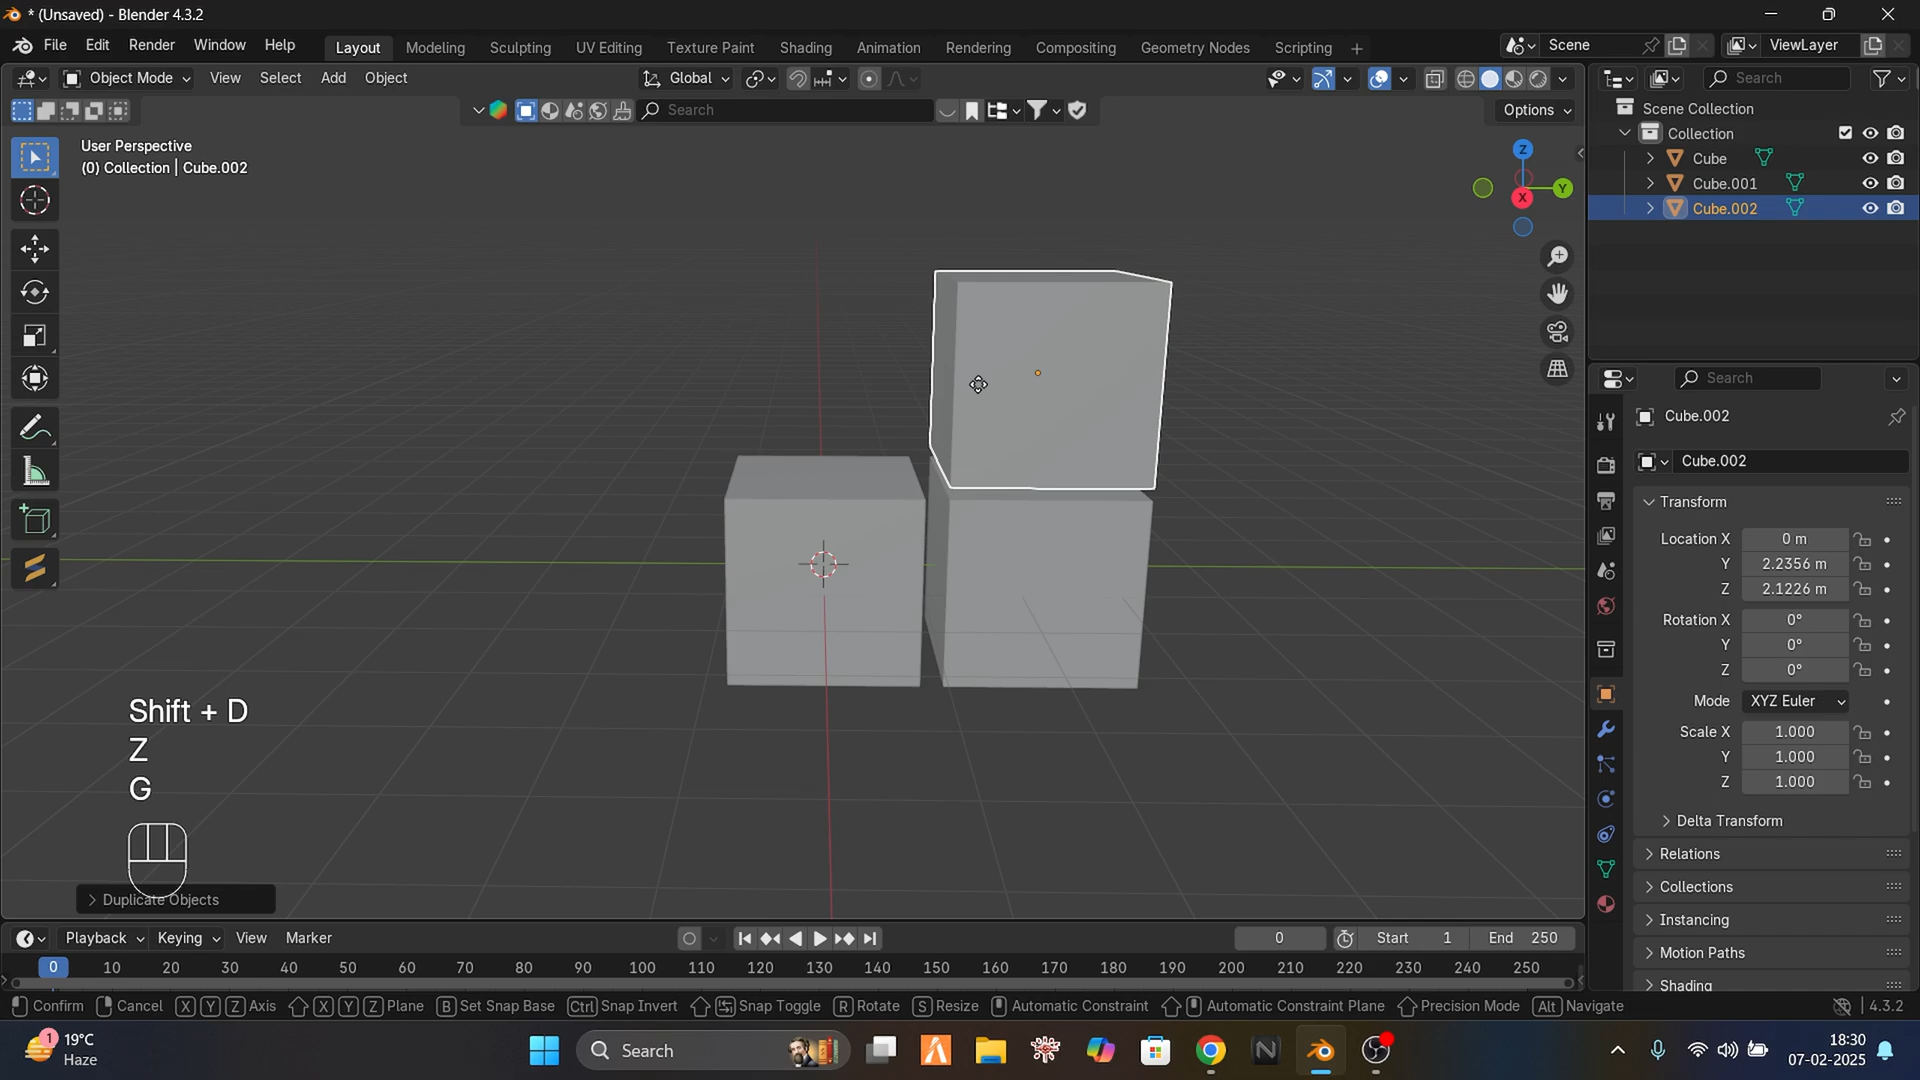 * (Unsaved) - Blender 4.3.2
File Edit Render Window Help
Layout Modeling Sculpting UV Editing Texture Paint Shading Animation Rendering Compositing Geometry Nodes Scripting +
Scene ViewLayer
Object Mode View Select Add Object
Global
Search
Search
Options
User Perspective
(0) Collection | Cube.002
Z
Y
X
Scene Collection
Collection
Cube
Cube.001
Cube.002
Search
Cube.002
Cube.002
Transform
Location X 0 m
Y 2.2356 m
Z 2.1226 m
Rotation X 0°
Y 0°
Z 0°
Mode XYZ Euler
Scale X 1.000
Y 1.000
Z 1.000
Delta Transform
Relations
Collections
Instancing
Motion Paths
Shading
Shift + D
Z
G
Duplicate Objects
Playback Keying View Marker
0 Start 1 End 250
0 10 20 30 40 50 60 70 80 90 100 110 120 130 140 150 160 170 180 190 200 210 220 230 240 250
Confirm Cancel X Y Z Axis X Y Z Plane B Set Snap Base Ctrl Snap Invert Snap Toggle R Rotate S Resize Automatic Constraint Automatic Constraint Plane Precision Mode Alt Navigate 4.3.2
1
19°C
Haze
Search
18:30
07-02-2025